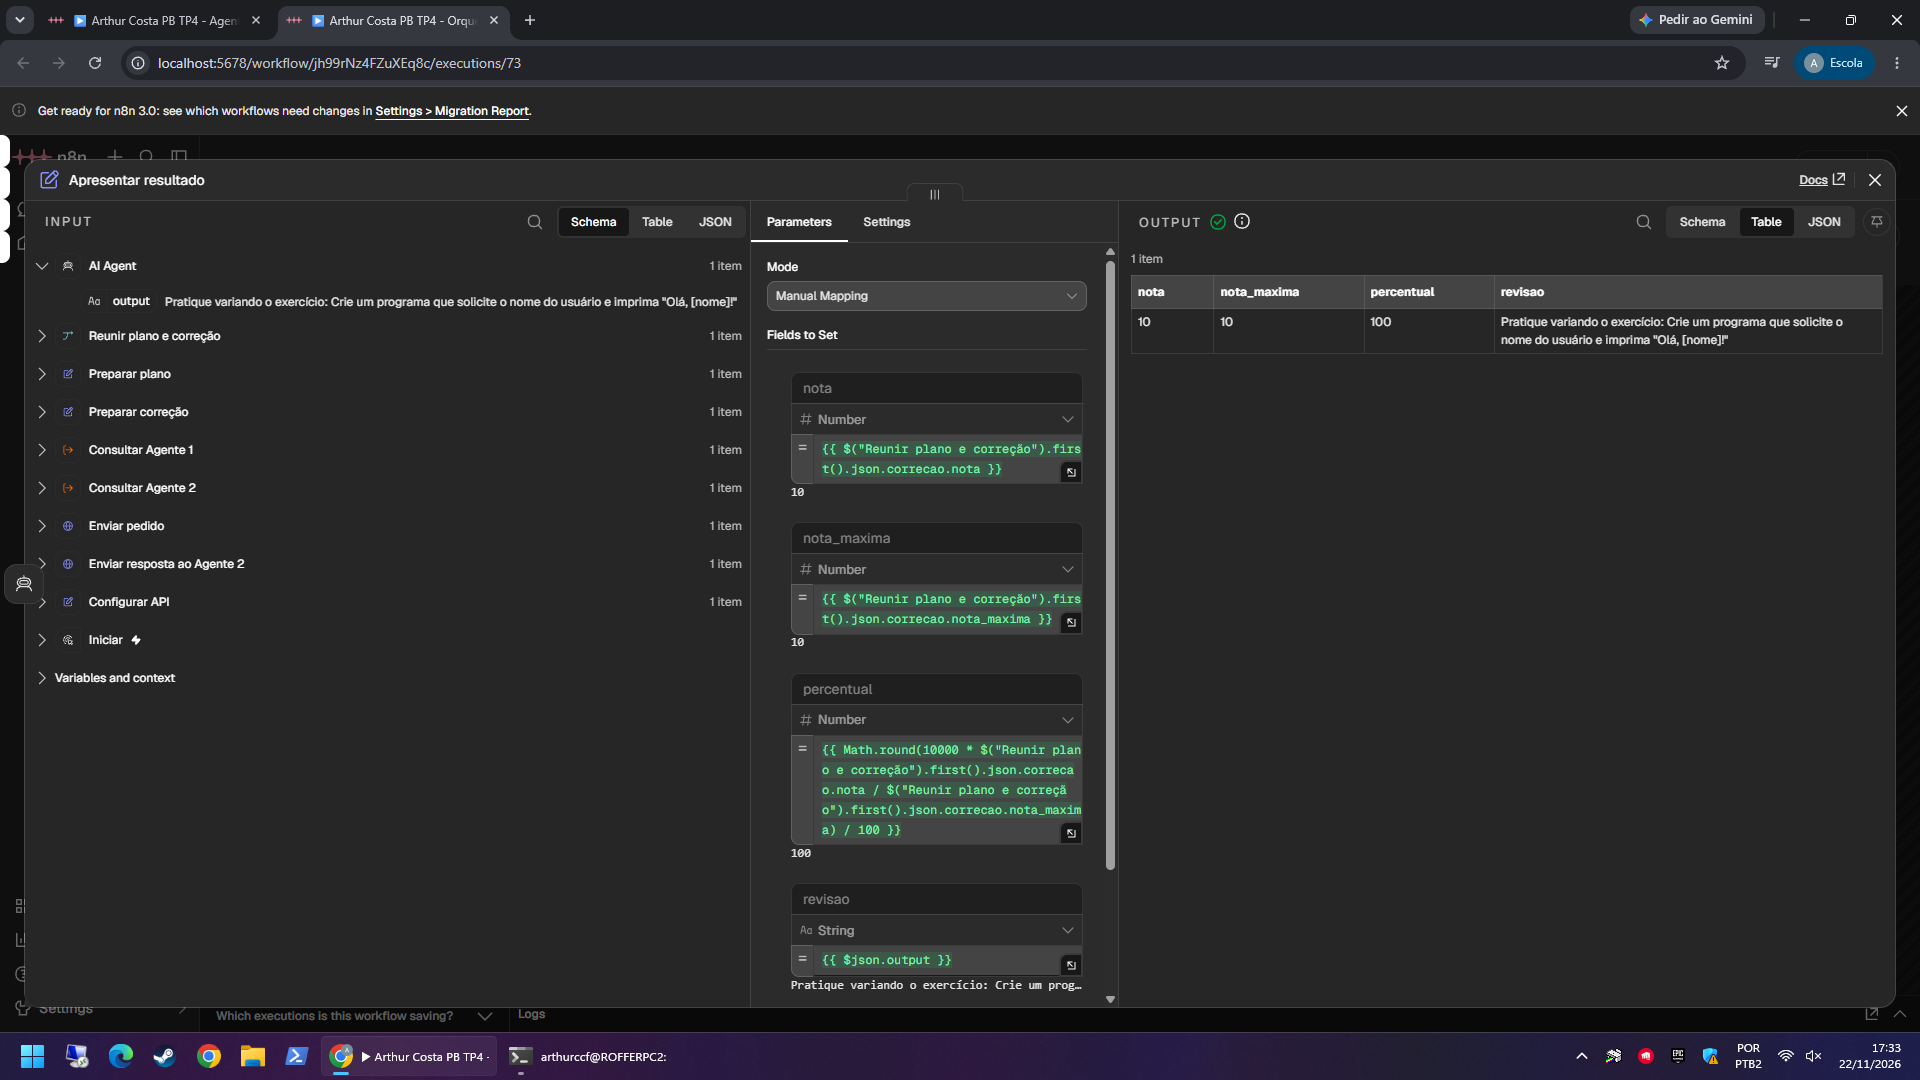 Arthur Costa PB TP4 - Agen
Arthur Costa PB TP4 - Orqu
Pedir ao Gemini
localhost:5678/workflow/jh99rNz4FZuXEq8c/executions/73
A Escola
Get ready for n8n 3.0: see which workflows need changes in Settings > Migration Report.
n8n
Apresentar resultado
Docs
INPUT
Schema Table JSON
Parameters Settings
OUTPUT
Schema Table JSON
AI Agent 1 item
Aa output Pratique variando o exercício: Crie um programa que solicite o nome do usuário e imprima "Olá, [nome]!"
Reunir plano e correção 1 item
Preparar plano 1 item
Preparar correção 1 item
Consultar Agente 1 1 item
Consultar Agente 2 1 item
Enviar pedido 1 item
Enviar resposta ao Agente 2 1 item
Configurar API 1 item
Iniciar
Variables and context
Mode
Manual Mapping
Fields to Set
nota
# Number
= {{ $("Reunir plano e correção").firs
t().json.correcao.nota }}
10
nota_maxima
# Number
= {{ $("Reunir plano e correção").firs
t().json.correcao.nota_maxima }}
10
percentual
# Number
= {{ Math.round(10000 * $("Reunir plan
o e correção").first().json.correca
o.nota / $("Reunir plano e correçã
o").first().json.correcao.nota_maxim
a) / 100 }}
100
revisao
Aa String
= {{ $json.output }}
Pratique variando o exercício: Crie um prog…
1 item
nota nota_maxima percentual revisao
10 10 100 Pratique variando o exercício: Crie um programa que solicite o
nome do usuário e imprima "Olá, [nome]!"
Settings
Which executions is this workflow saving?
Logs
Arthur Costa PB TP4 -
arthurccf@ROFFERPC2:
EPIC
POR
PTB2
17:33
22/11/2026